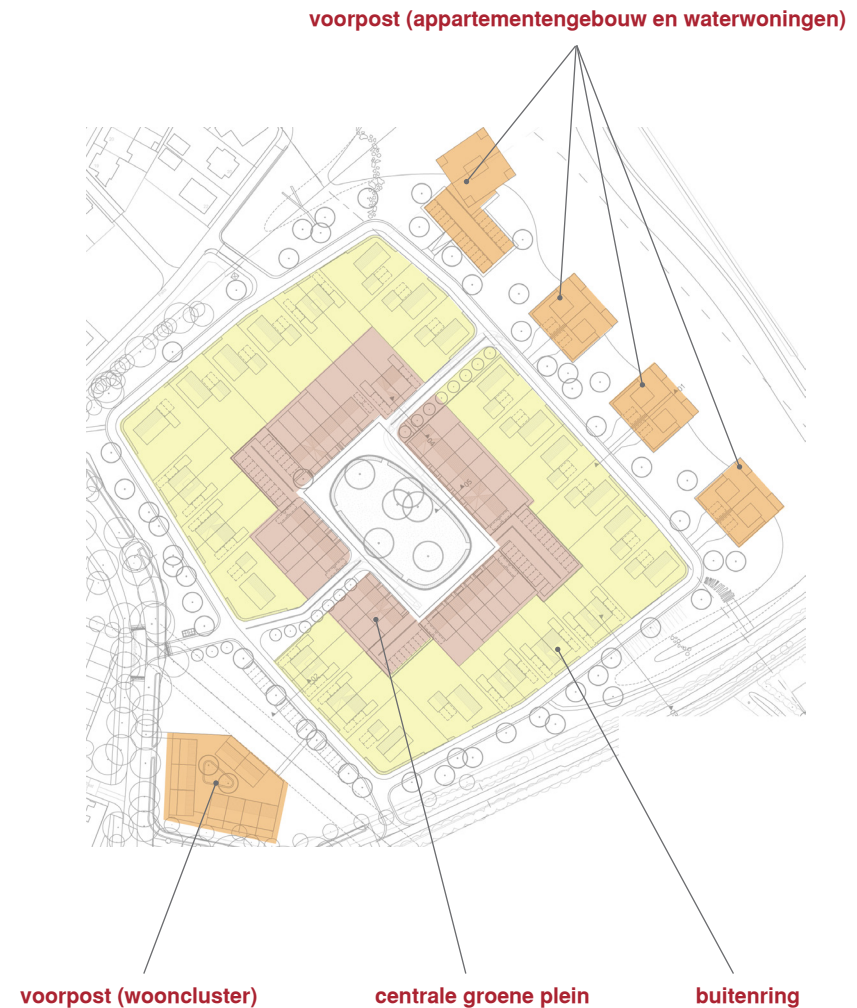 voorpost (appartementengebouw en waterwoningen)
voorpost (wooncluster)
centrale groene plein
buitenring